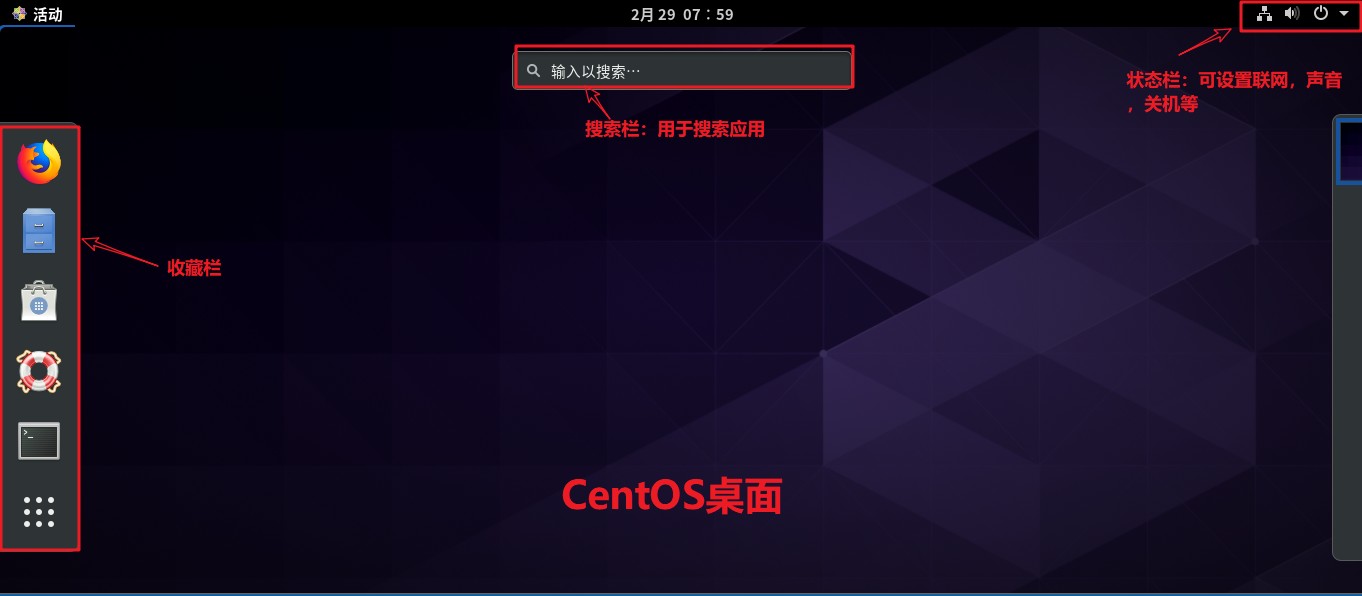 活动
2月 29 07：59
输入以搜索…
状态栏：可设置联网，声音
，关机等
搜索栏：用于搜索应用
收藏栏
CentOS桌面